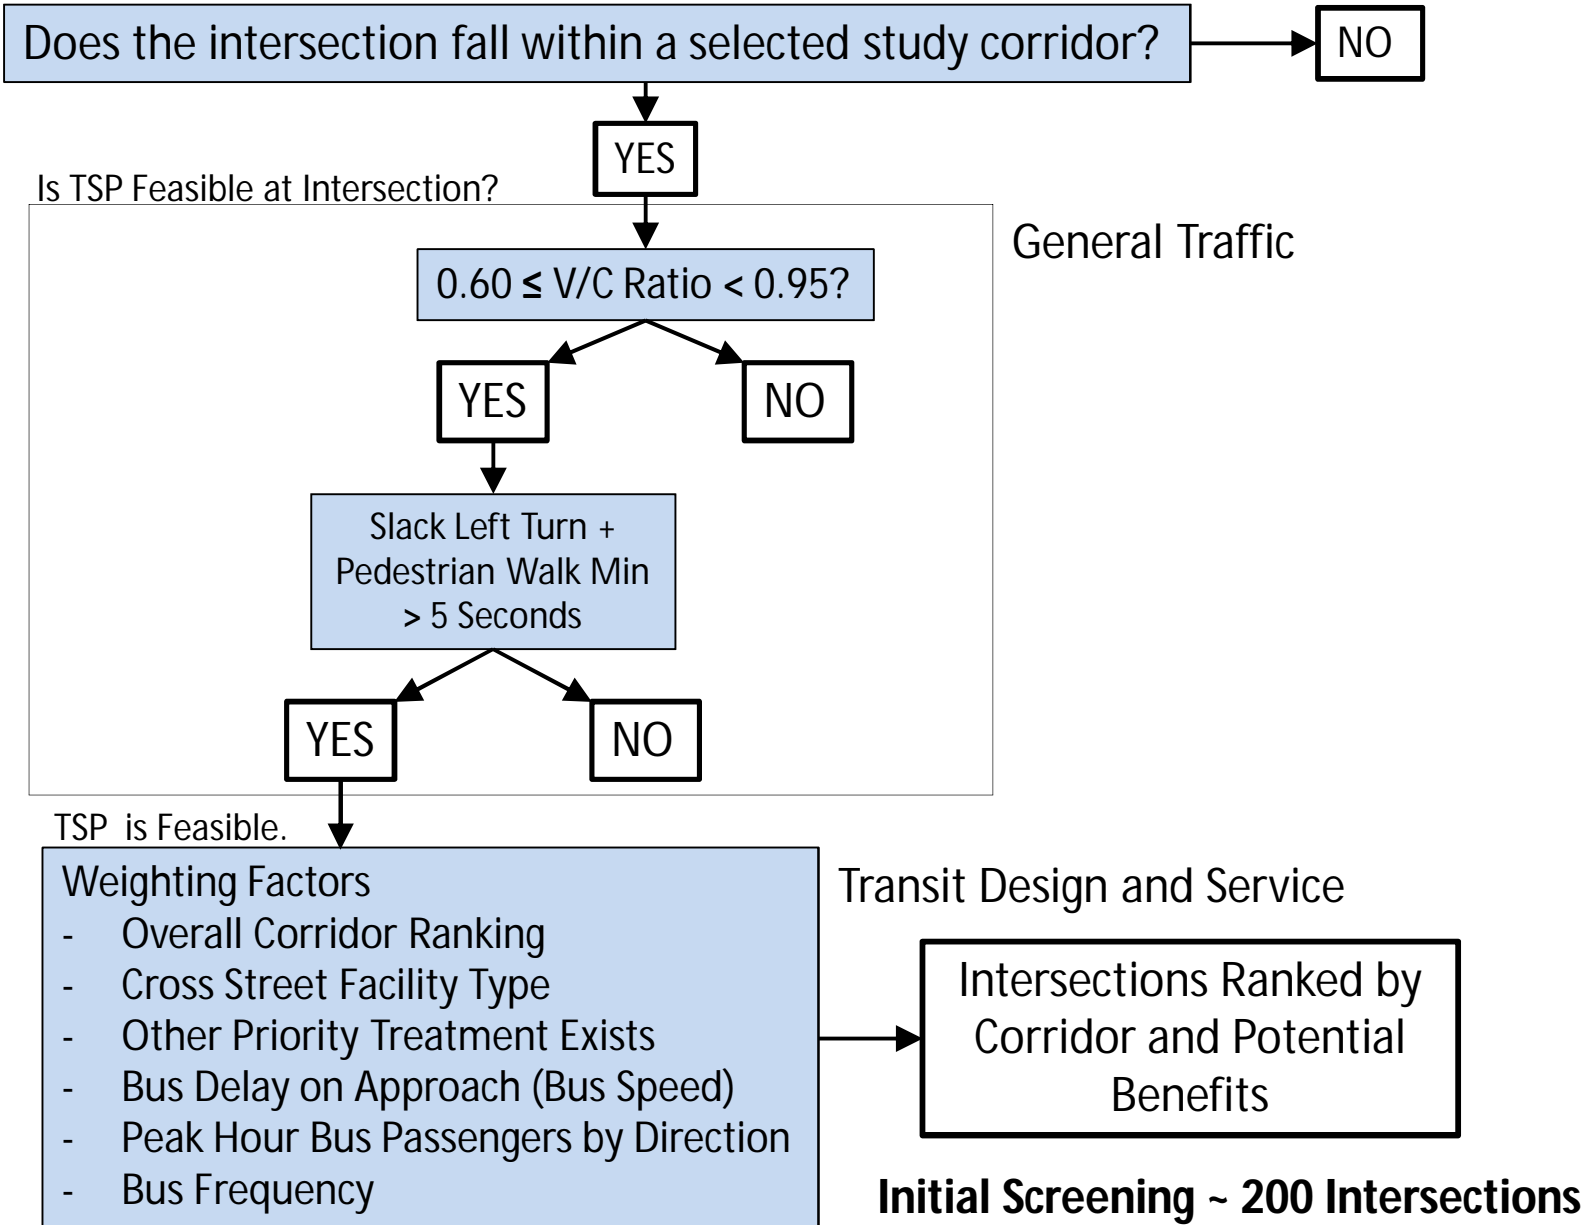 Does the intersection fall within a selected study corridor?
NO
YES
Is TSP Feasible at Intersection?
General Traffic
0.60 ≤ V/C Ratio < 0.95?
YES
NO
Slack Left Turn +
Pedestrian Walk Min
> 5 Seconds
YES
NO
TSP is Feasible.
Weighting Factors
- Overall Corridor Ranking
- Cross Street Facility Type
- Other Priority Treatment Exists
- Bus Delay on Approach (Bus Speed)
- Peak Hour Bus Passengers by Direction
- Bus Frequency
Transit Design and Service
Intersections Ranked by
Corridor and Potential
Benefits
Initial Screening ~ 200 Intersections